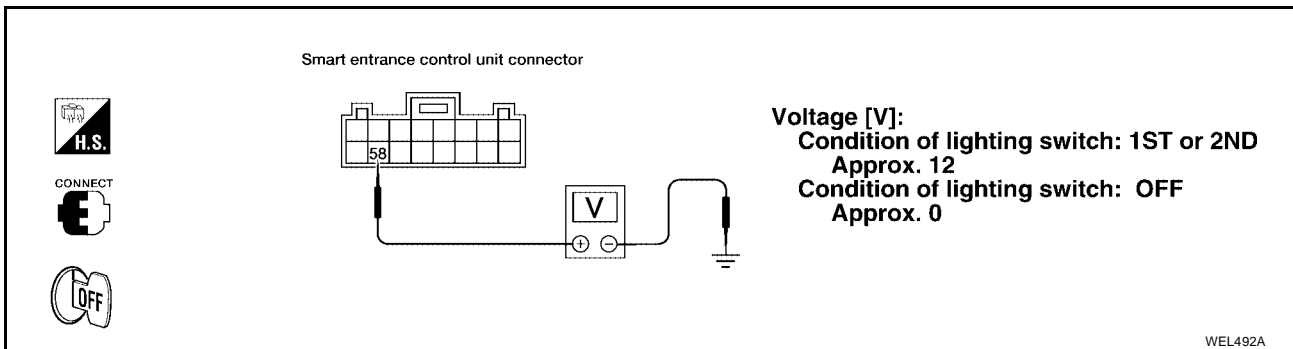 Smart entrance control unit connector
H.S.
CONNECT
OFF
58
V
+ −
Voltage [V]:
Condition of lighting switch: 1ST or 2ND
Approx. 12
Condition of lighting switch: OFF
Approx. 0
WEL492A